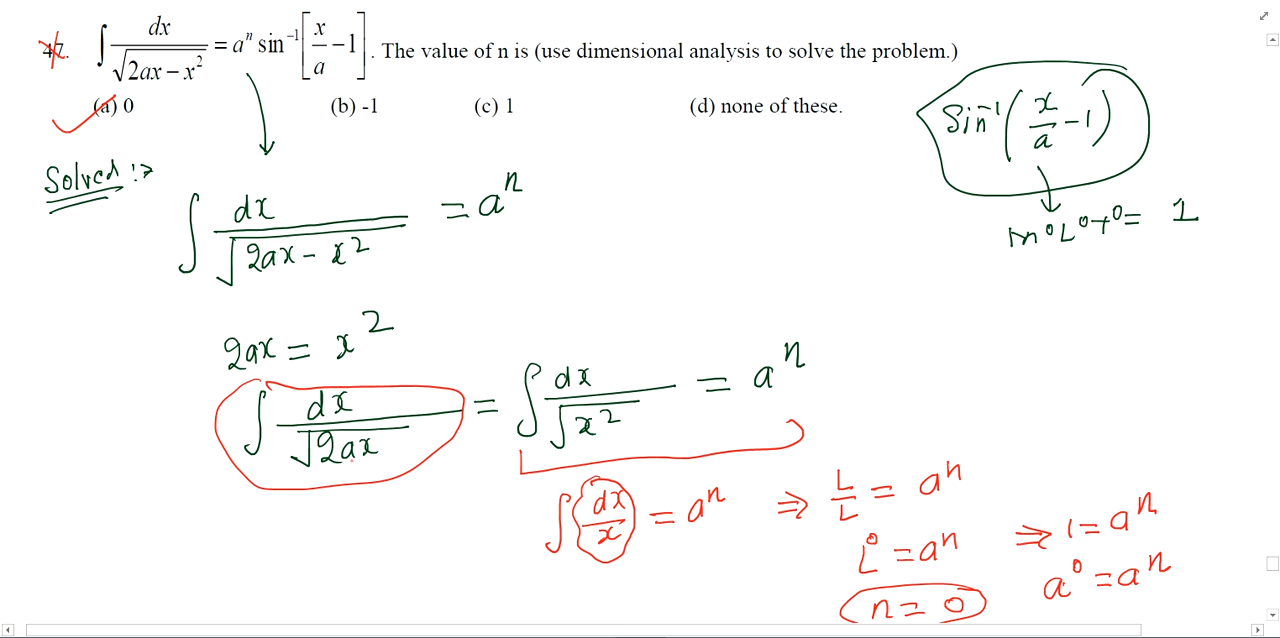 47. ∫ dx/√(2ax − x²) = aⁿ sin⁻¹[x/a − 1]. The value of n is (use dimensional analysis to solve the problem.)
(a) 0 (b) -1 (c) 1 (d) none of these.
Sin⁻¹(x/a − 1)
M⁰L⁰T⁰ = 1
Solved :→
∫ dx/√(2ax − x²) = aⁿ
2ax = x²
∫ dx/√(2ax) = ∫ dx/√(x²) = aⁿ
∫ dx/x = aⁿ ⇒ L/L = aⁿ
L⁰ = aⁿ ⇒ 1 = aⁿ
a⁰ = aⁿ
n = 0